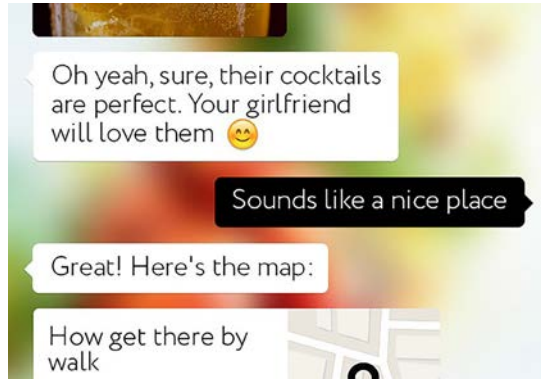 Oh yeah, sure, their cocktails
are perfect. Your girlfriend
will love them 😊
Sounds like a nice place
Great! Here's the map:
How get there by
walk